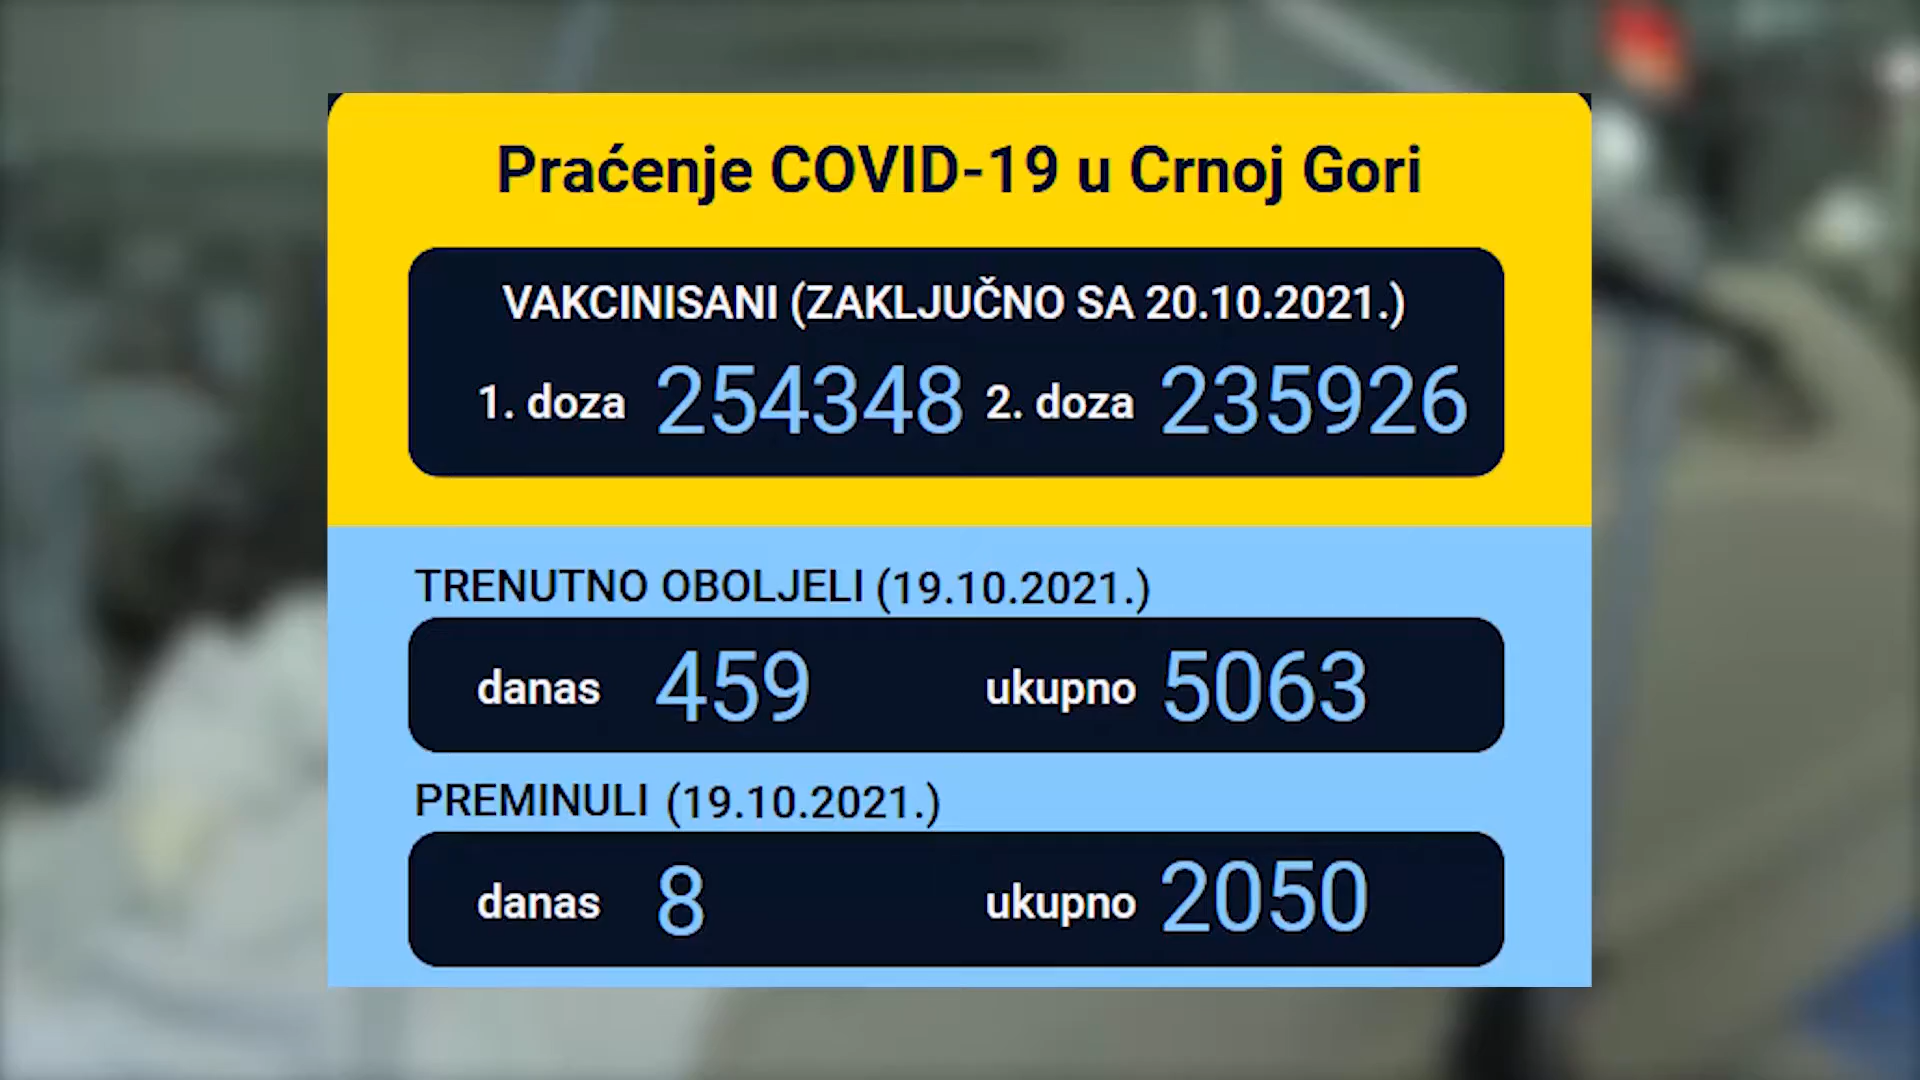 Praćenje COVID-19 u Crnoj Gori
VAKCINISANI (ZAKLJUČNO SA 20.10.2021.)
1. doza 254348 2. doza 235926
TRENUTNO OBOLJELI (19.10.2021.)
danas 459 ukupno 5063
PREMINULI (19.10.2021.)
danas 8 ukupno 2050